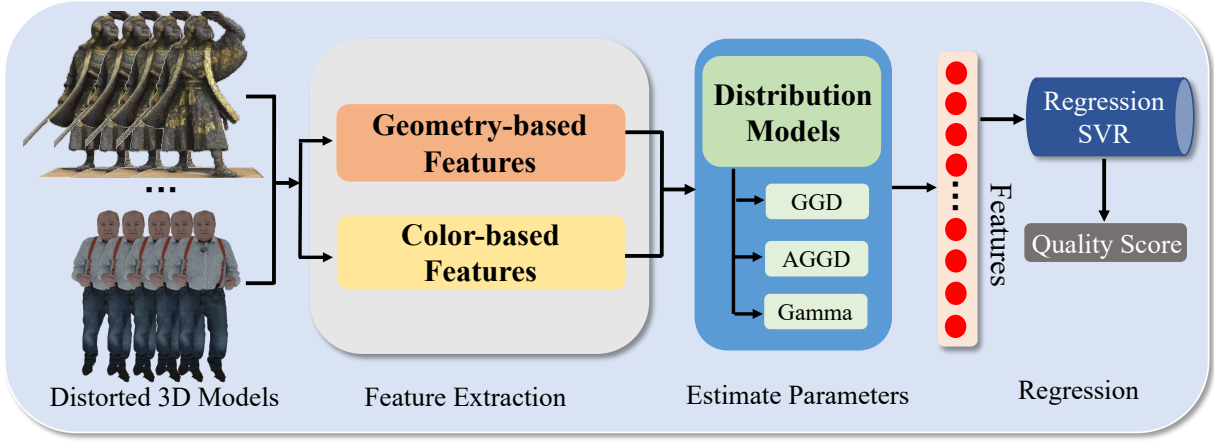 Geometry-based
Features
Color-based
Features
Distribution
Models
GGD
AGGD
Gamma
Features
Regression
SVR
Quality Score
Distorted 3D Models
Feature Extraction
Estimate Parameters
Regression